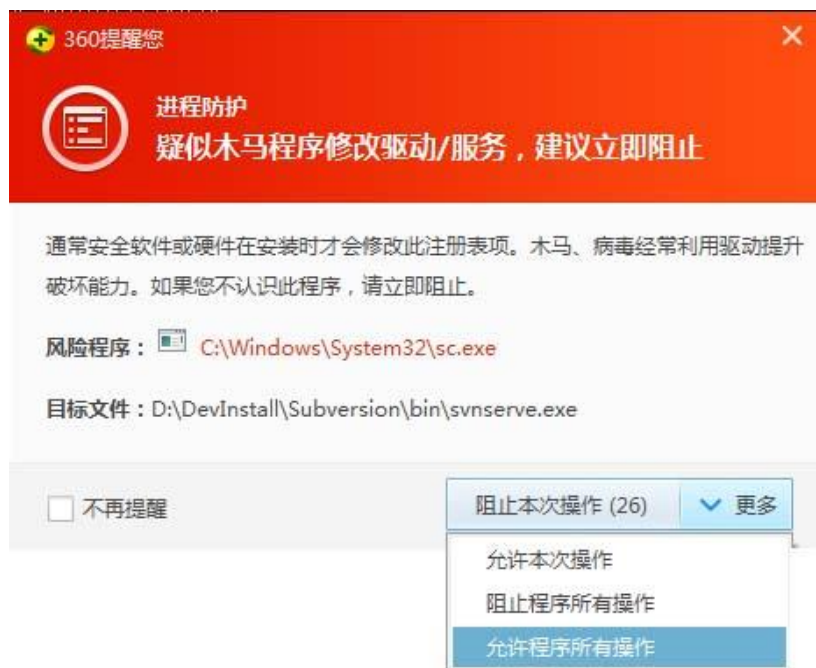 360提醒您
进程防护
疑似木马程序修改驱动/服务，建议立即阻止
通常安全软件或硬件在安装时才会修改此注册表项。木马、病毒经常利用驱动提升
破坏能力。如果您不认识此程序，请立即阻止。
风险程序： C:\Windows\System32\sc.exe
目标文件：D:\DevInstall\Subversion\bin\svnserve.exe
不再提醒
阻止本次操作 (26)
更多
允许本次操作
阻止程序所有操作
允许程序所有操作